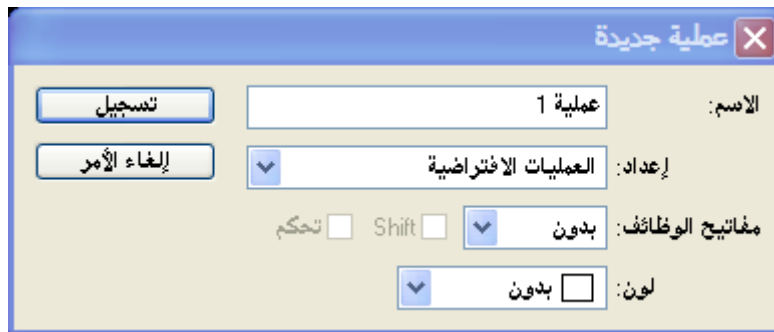 عملية جديدة
الاسم: عملية 1 تسجيل
إعداد: العمليات الافتراضية إلغاء الأمر
مفاتيح الوظائف: بدون Shift تحكم
لون: بدون